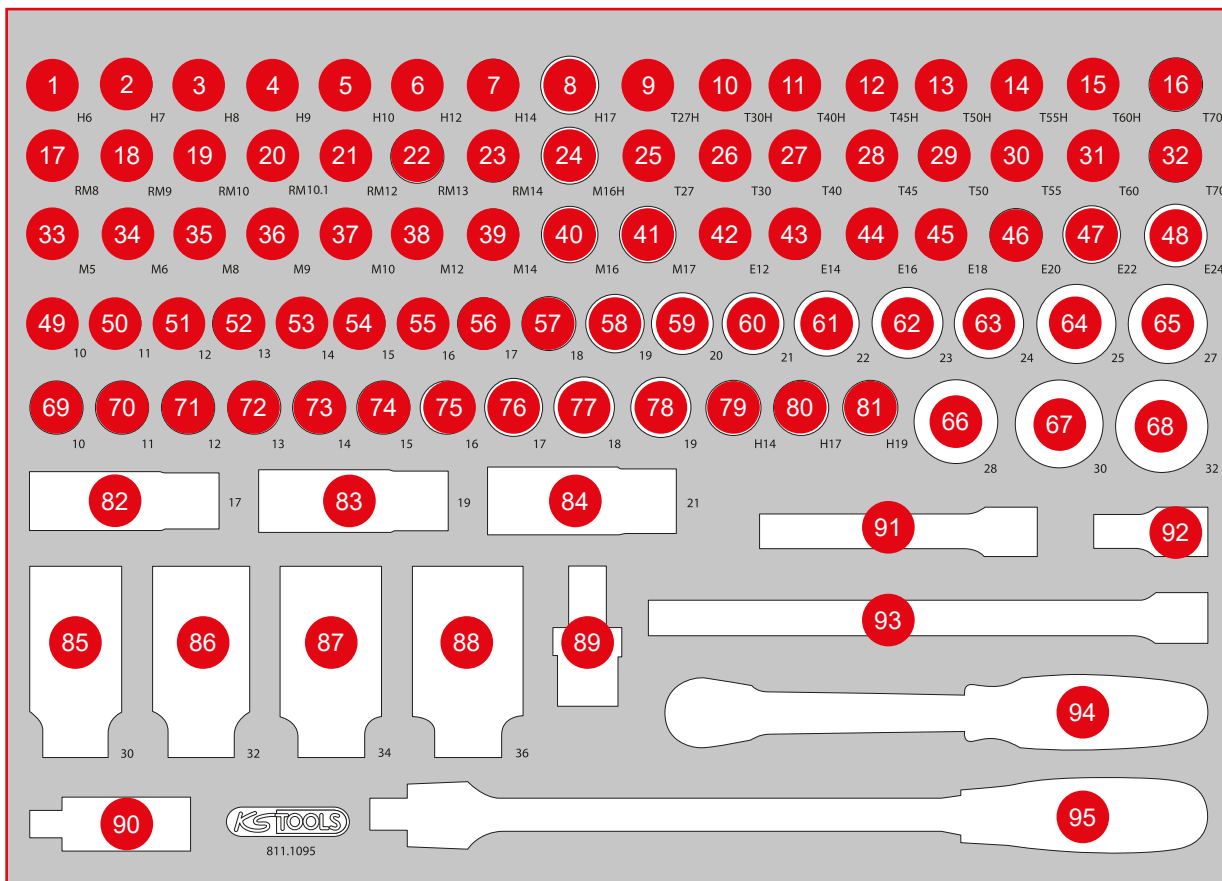 1 2 3 4 5 6 7 8 9 10 11 12 13 14 15 16
H6 H7 H8 H9 H10 H12 H14 H17 T27H T30H T40H T45H T50H T55H T60H T70
17 18 19 20 21 22 23 24 25 26 27 28 29 30 31 32
RM8 RM9 RM10 RM10.1 RM12 RM13 RM14 M16H T27 T30 T40 T45 T50 T55 T60 T70
33 34 35 36 37 38 39 40 41 42 43 44 45 46 47 48
M5 M6 M8 M9 M10 M12 M14 M16 M17 E12 E14 E16 E18 E20 E22 E24
49 50 51 52 53 54 55 56 57 58 59 60 61 62 63 64 65
10 11 12 13 14 15 16 17 18 19 20 21 22 23 24 25 27
69 70 71 72 73 74 75 76 77 78 79 80 81 66 67 68
10 11 12 13 14 15 16 17 18 19 H14 H17 H19 28 30 32
82 17 83 19 84 21
91 92
93
85 86 87 88 89
30 32 34 36
94
90 KS TOOLS 95
811.1095